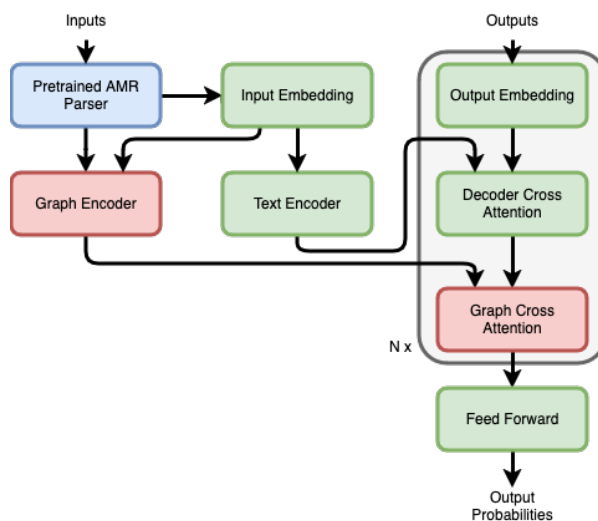 Inputs
Outputs
Pretrained AMR
Parser
Input Embedding
Output Embedding
Graph Encoder
Text Encoder
Decoder Cross
Attention
Graph Cross
Attention
N x
Feed Forward
Output
Probabilities